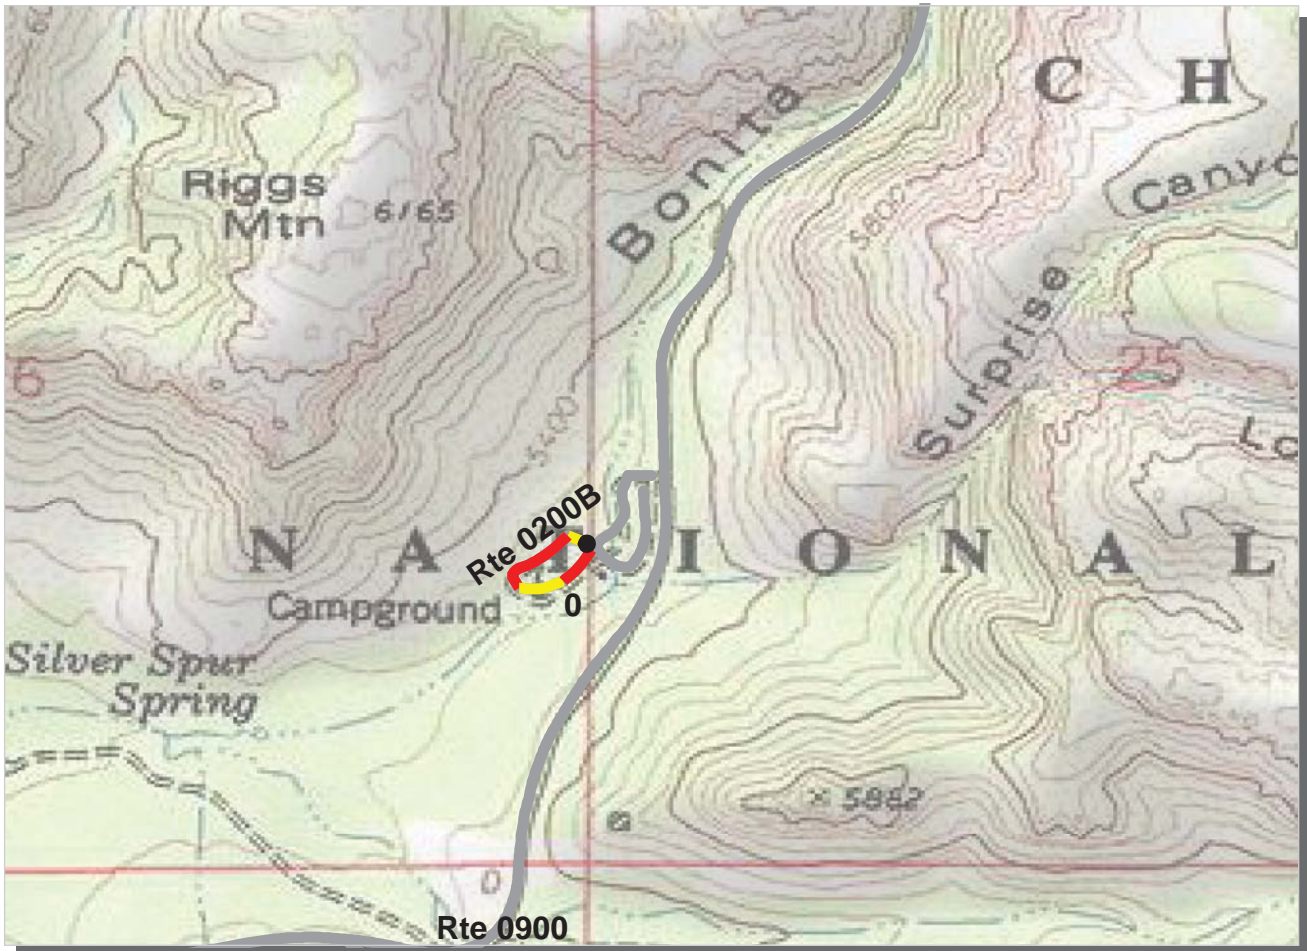 C H
Bonita
Riggs
Mtn
6165
5800
Canyo
Surprise
25
6
5400
Lo
Rte 0200B
N A T I O N A L
Campground
0
Silver Spur
Spring
5882
Rte 0900